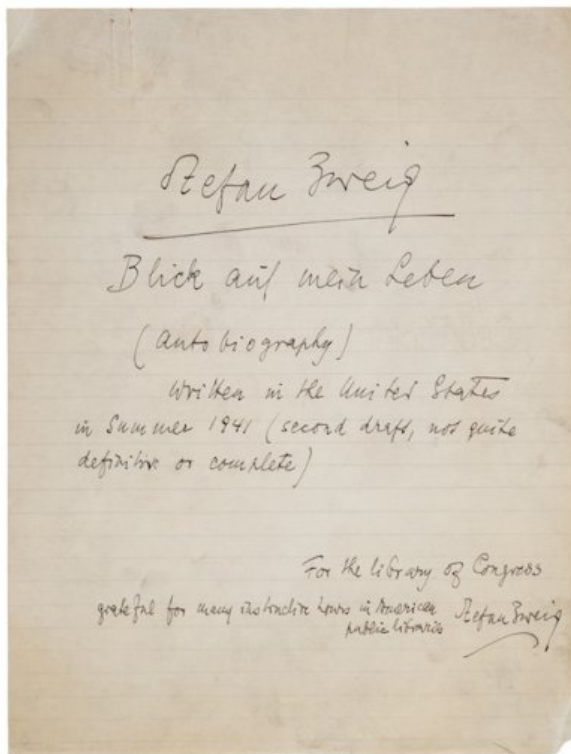 Stefan Zweig
Blick auf mein Leben
(autobiography)
written in the United States
in Summer 1941 (second draft, not quite
definitive or complete)
For the library of Congress
grateful for many instructive hours in American
public libraries Stefan Zweig